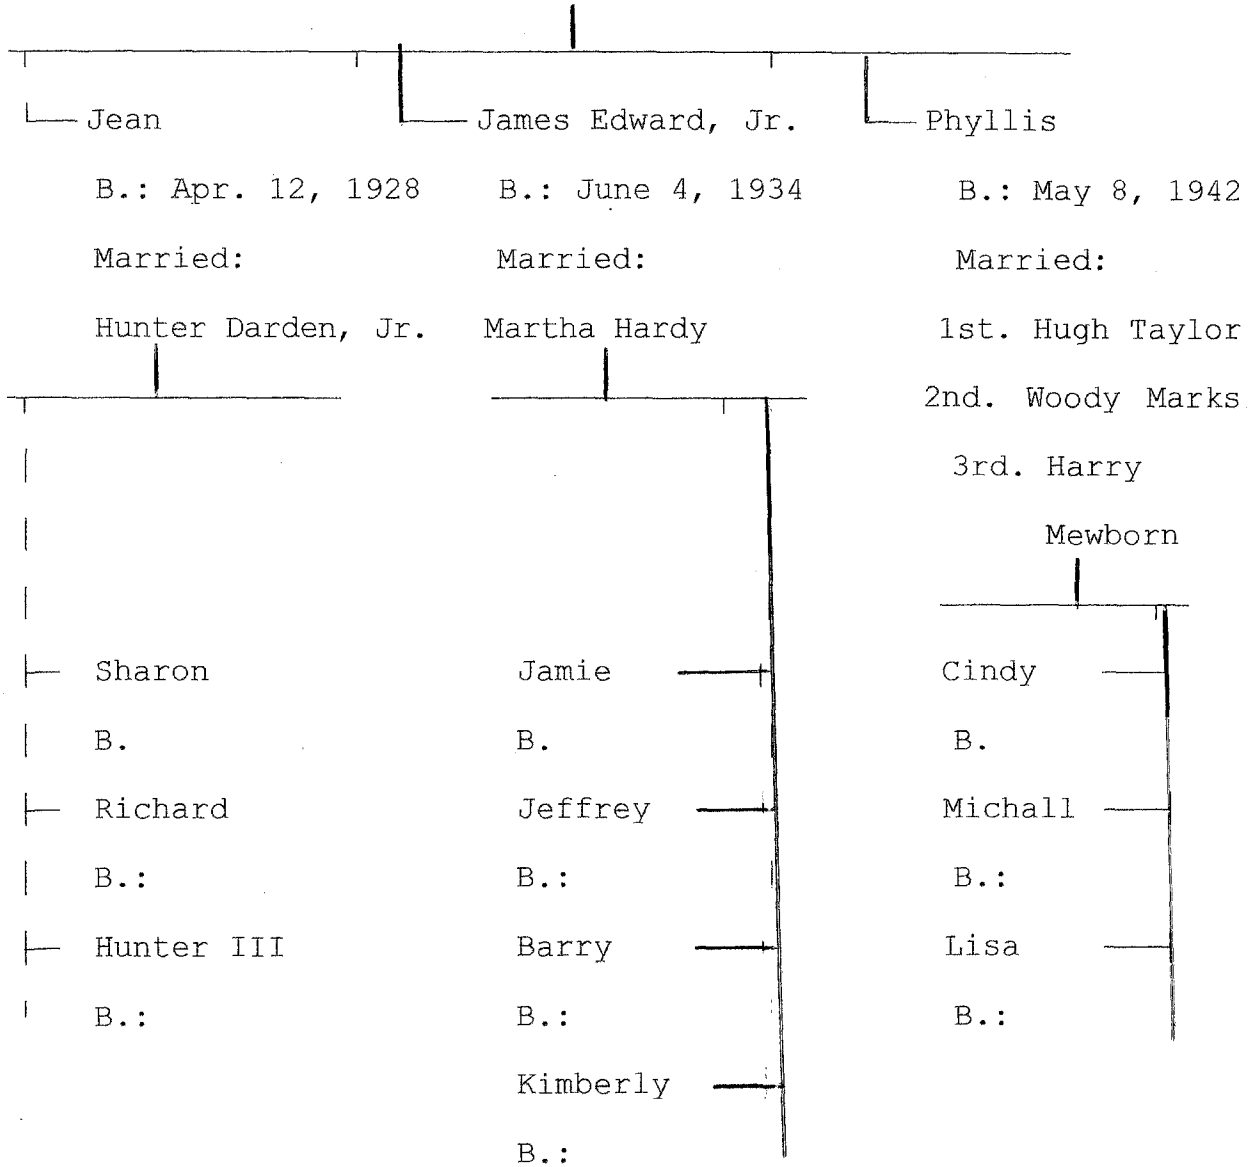 Jean James Edward, Jr. Phyllis
B.: Apr. 12, 1928 B.: June 4, 1934 B.: May 8, 1942
Married: Married: Married:
Hunter Darden, Jr. Martha Hardy 1st. Hugh Taylor
2nd. Woody Marks
3rd. Harry
Mewborn
Sharon Jamie Cindy
B. B. B.
Richard Jeffrey Michall
B.: B.: B.:
Hunter III Barry Lisa
B.: B.: B.:
Kimberly
B.: